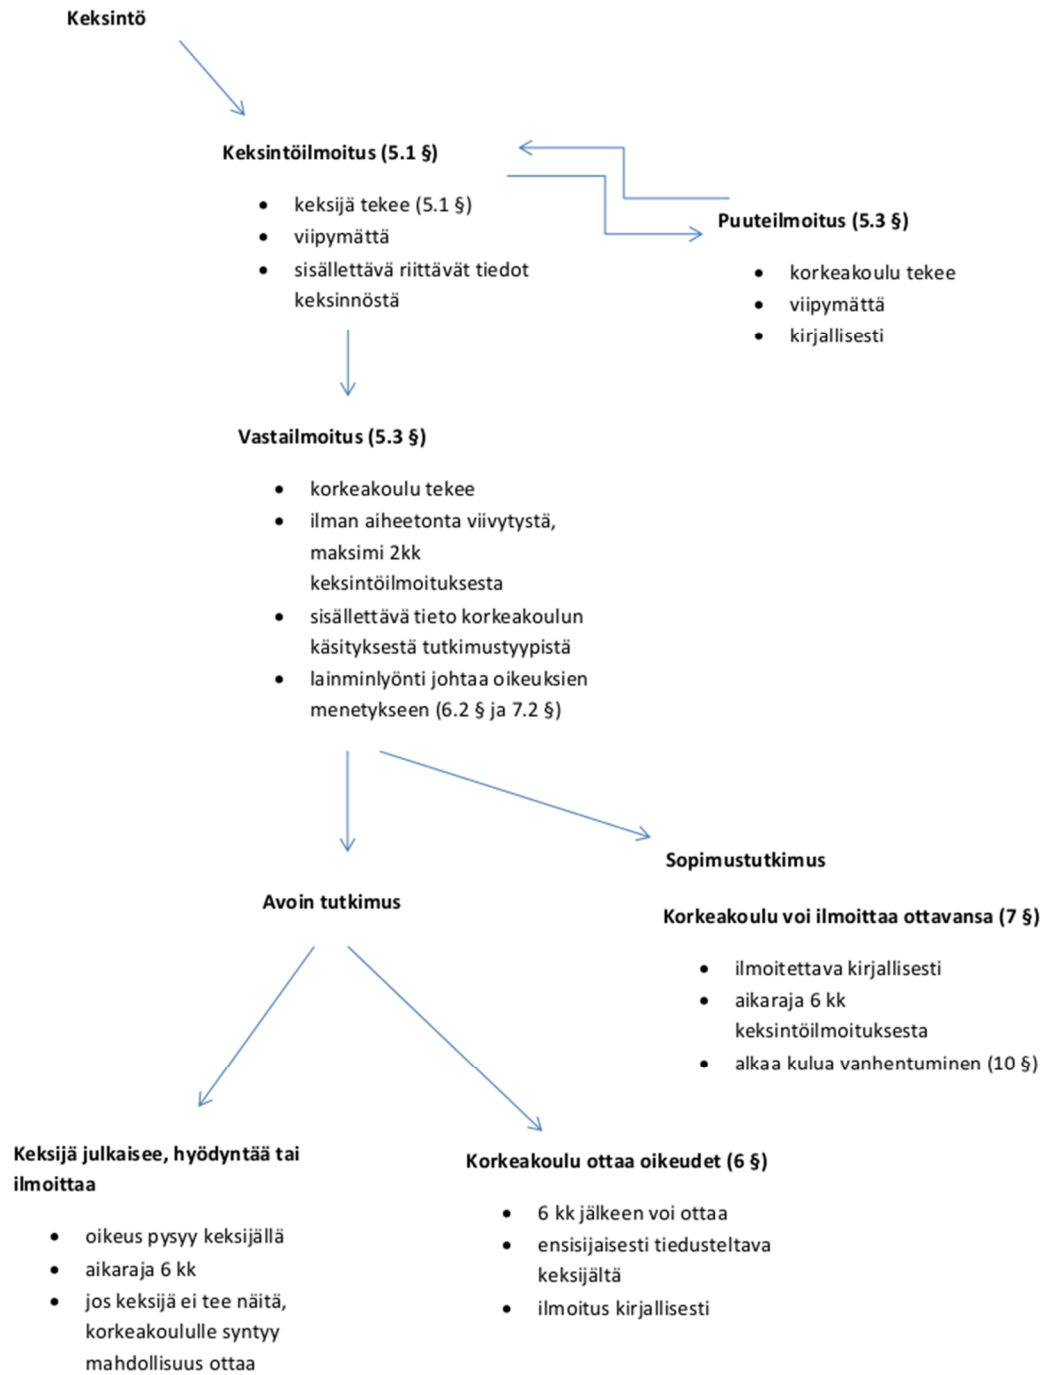 Keksintö
Keksintöilmoitus (5.1 §)
• keksijä tekee (5.1 §)
• viipymättä
• sisällettävä riittävät tiedot
keksinnöstä
Puuteilmoitus (5.3 §)
• korkeakoulu tekee
• viipymättä
• kirjallisesti
Vastailmoitus (5.3 §)
• korkeakoulu tekee
• ilman aiheetonta viivytystä,
maksimi 2kk
keksintöilmoituksesta
• sisällettävä tieto korkeakoulun
käsityksestä tutkimustyypistä
• lainminlyönti johtaa oikeuksien
menetykseen (6.2 § ja 7.2 §)
Avoin tutkimus
Sopimustutkimus
Korkeakoulu voi ilmoittaa ottavansa (7 §)
• ilmoitettava kirjallisesti
• aikaraja 6 kk
keksintöilmoituksesta
• alkaa kulua vanhentuminen (10 §)
Keksijä julkaisee, hyödyntää tai
ilmoittaa
• oikeus pysyy keksijällä
• aikaraja 6 kk
• jos keksijä ei tee näitä,
korkeakoululle syntyy
mahdollisuus ottaa
Korkeakoulu ottaa oikeudet (6 §)
• 6 kk jälkeen voi ottaa
• ensisijaisesti tiedusteltava
keksijältä
• ilmoitus kirjallisesti